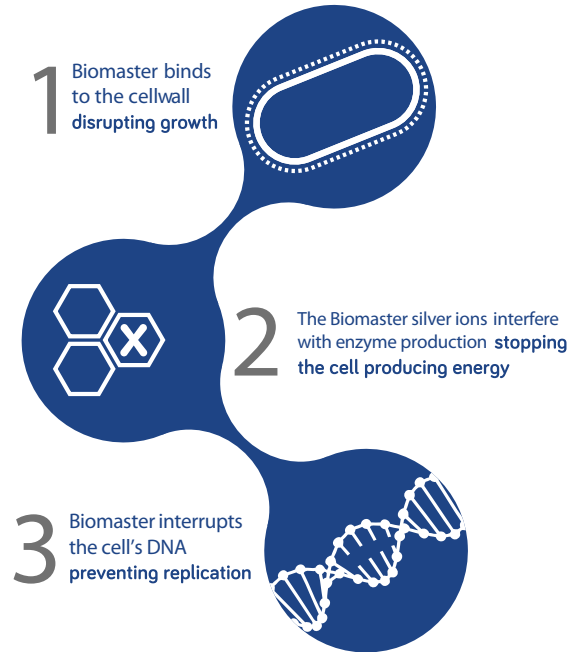 1
Biomaster binds
to the cellwall
disrupting growth
X
2
The Biomaster silver ions interfere
with enzyme production stopping
the cell producing energy
3
Biomaster interrupts
the cell's DNA
preventing replication